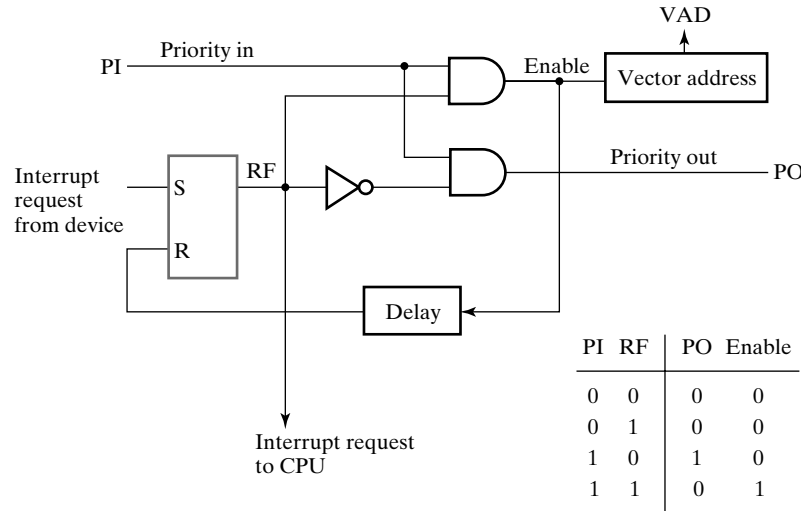 VAD
PI
Priority in
Enable
Vector address
Interrupt
request
from device
S
R
RF
Priority out
PO
Delay
Interrupt request
to CPU
PI RF PO Enable
0 0 0 0
0 1 0 0
1 0 1 0
1 1 0 1